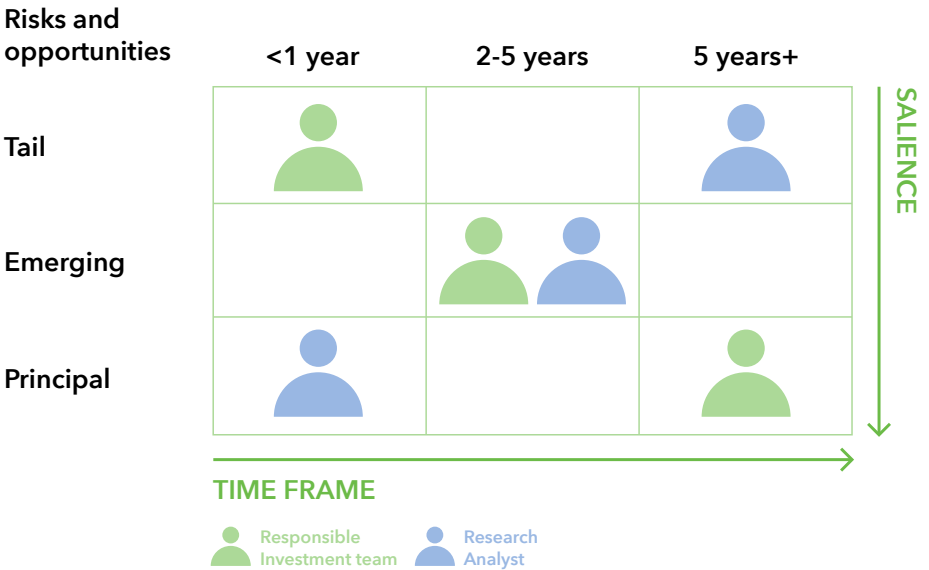 Risks and
opportunities
<1 year
2-5 years
5 years+
Tail
Emerging
Principal
SALIENCE
TIME FRAME
Responsible
Investment team
Research
Analyst